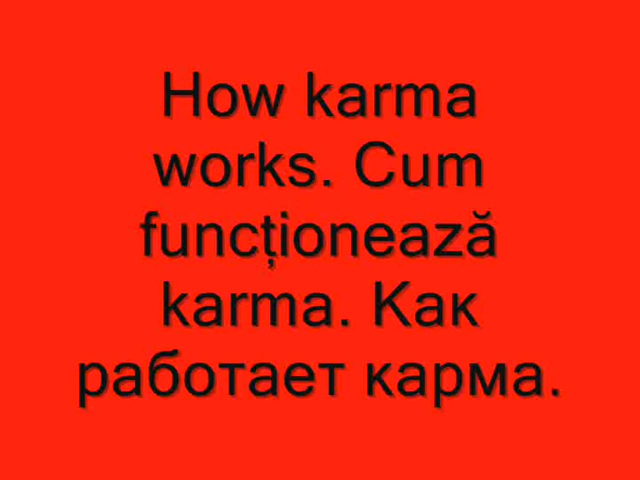 How karma
works. Cum
funcționează
karma. Как
работает карма.